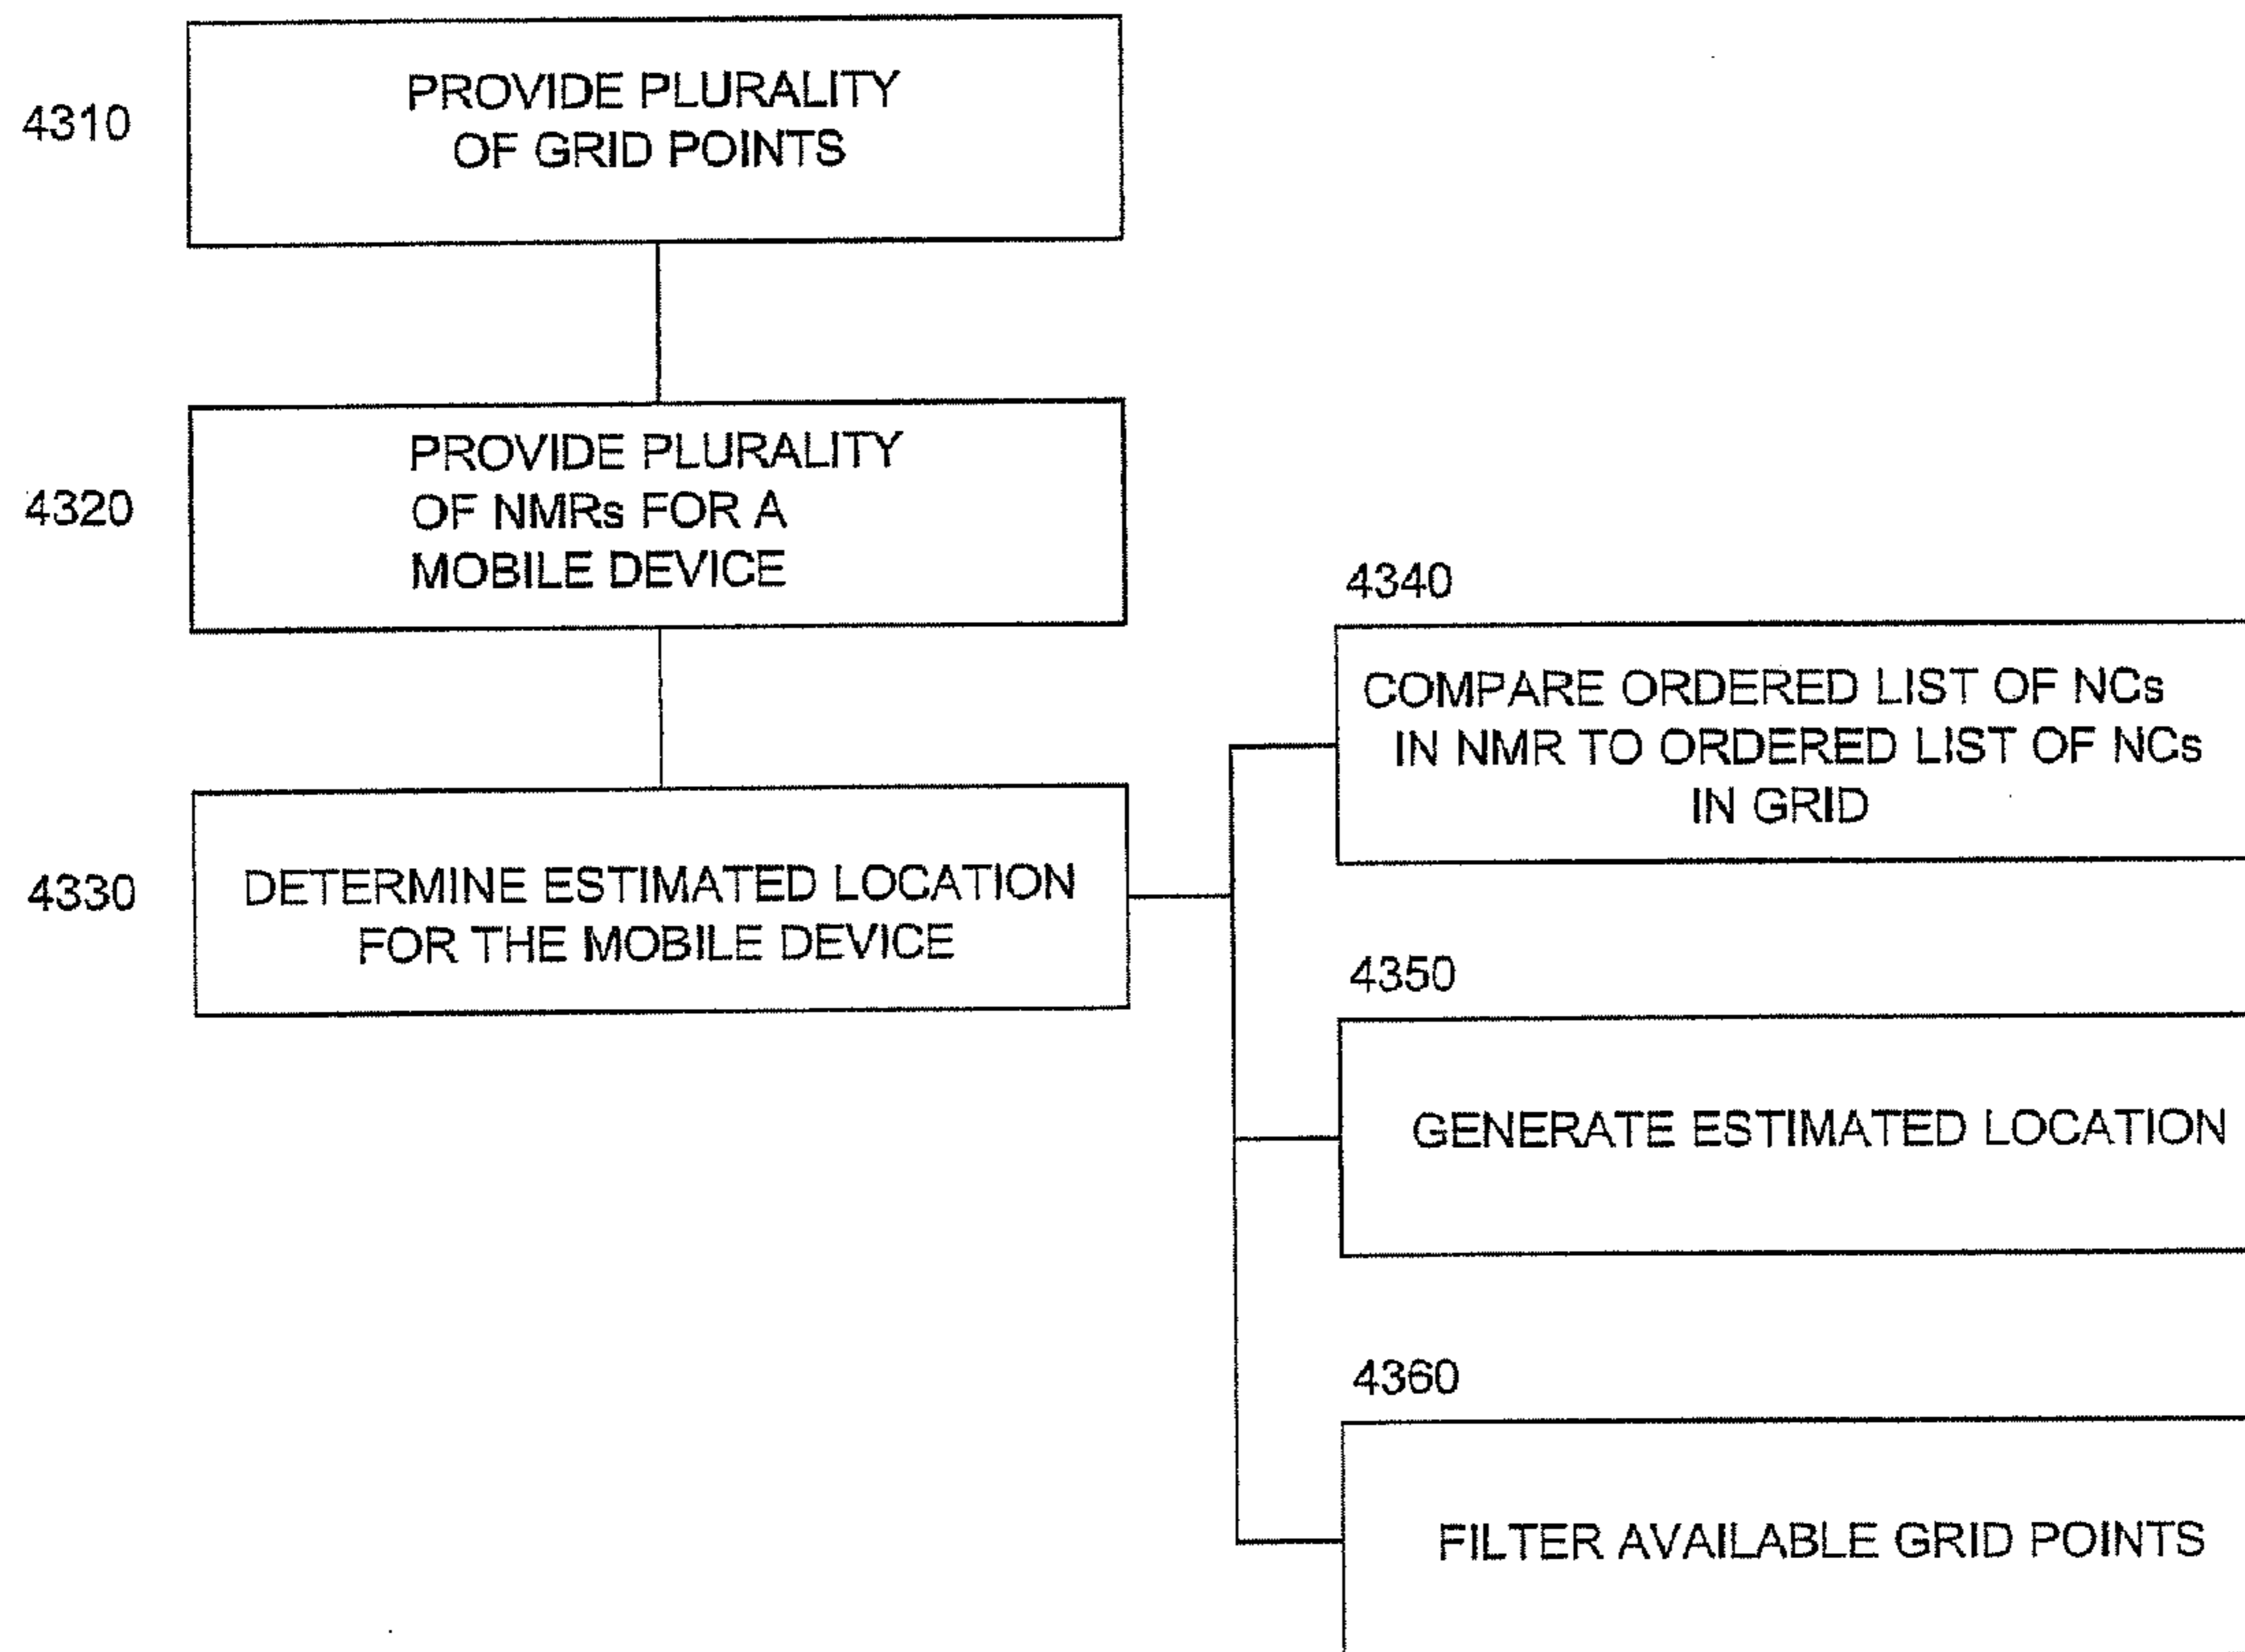 4310
PROVIDE PLURALITY
OF GRID POINTS
4320
PROVIDE PLURALITY
OF NMRs FOR A
MOBILE DEVICE
4330
DETERMINE ESTIMATED LOCATION
FOR THE MOBILE DEVICE
4340
COMPARE ORDERED LIST OF NCs
IN NMR TO ORDERED LIST OF NCs
IN GRID
4350
GENERATE ESTIMATED LOCATION
4360
FILTER AVAILABLE GRID POINTS